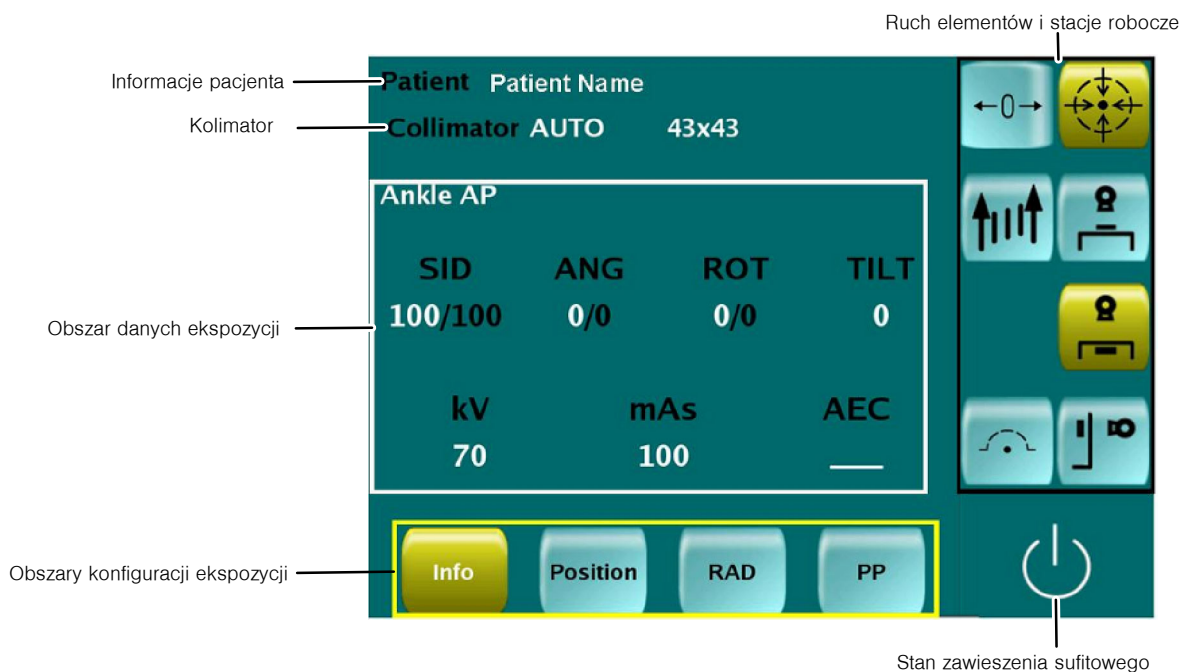 Ruch elementów i stacje robocze
Informacje pacjenta
Patient Patient Name
Kolimator
Collimator AUTO 43x43
←0→
Ankle AP
SID ANG ROT TILT
Obszar danych ekspozycji
100/100 0/0 0/0 0
kV mAs AEC
70 100 __
Obszary konfiguracji ekspozycji
Info Position RAD PP
Stan zawieszenia sufitowego